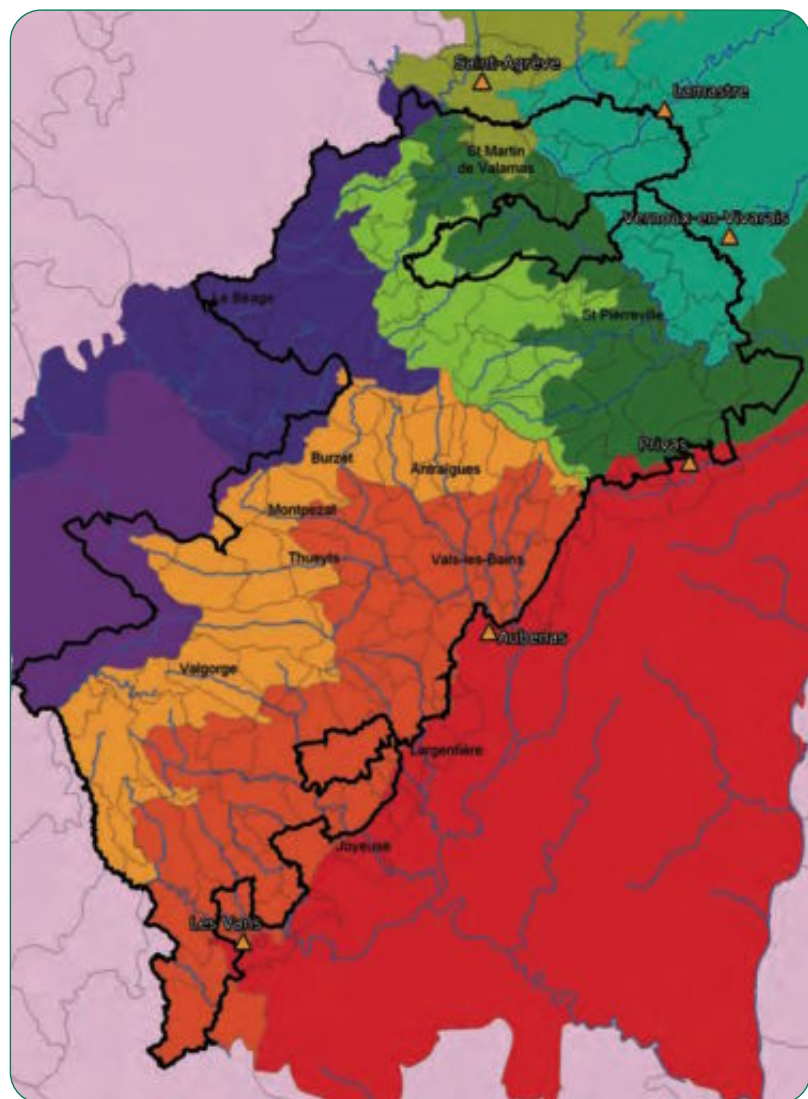 Saint-Agrève
Lamastre
St Martin
de Valamas
Vernoux-en-Vivarais
Le Béage
St Pierreville
Privas
Burzet
Antraigues
Montpezat
Thueyts
Vals-les-Bains
Aubenas
Valgorge
Largentière
Joyeuse
Les Vans